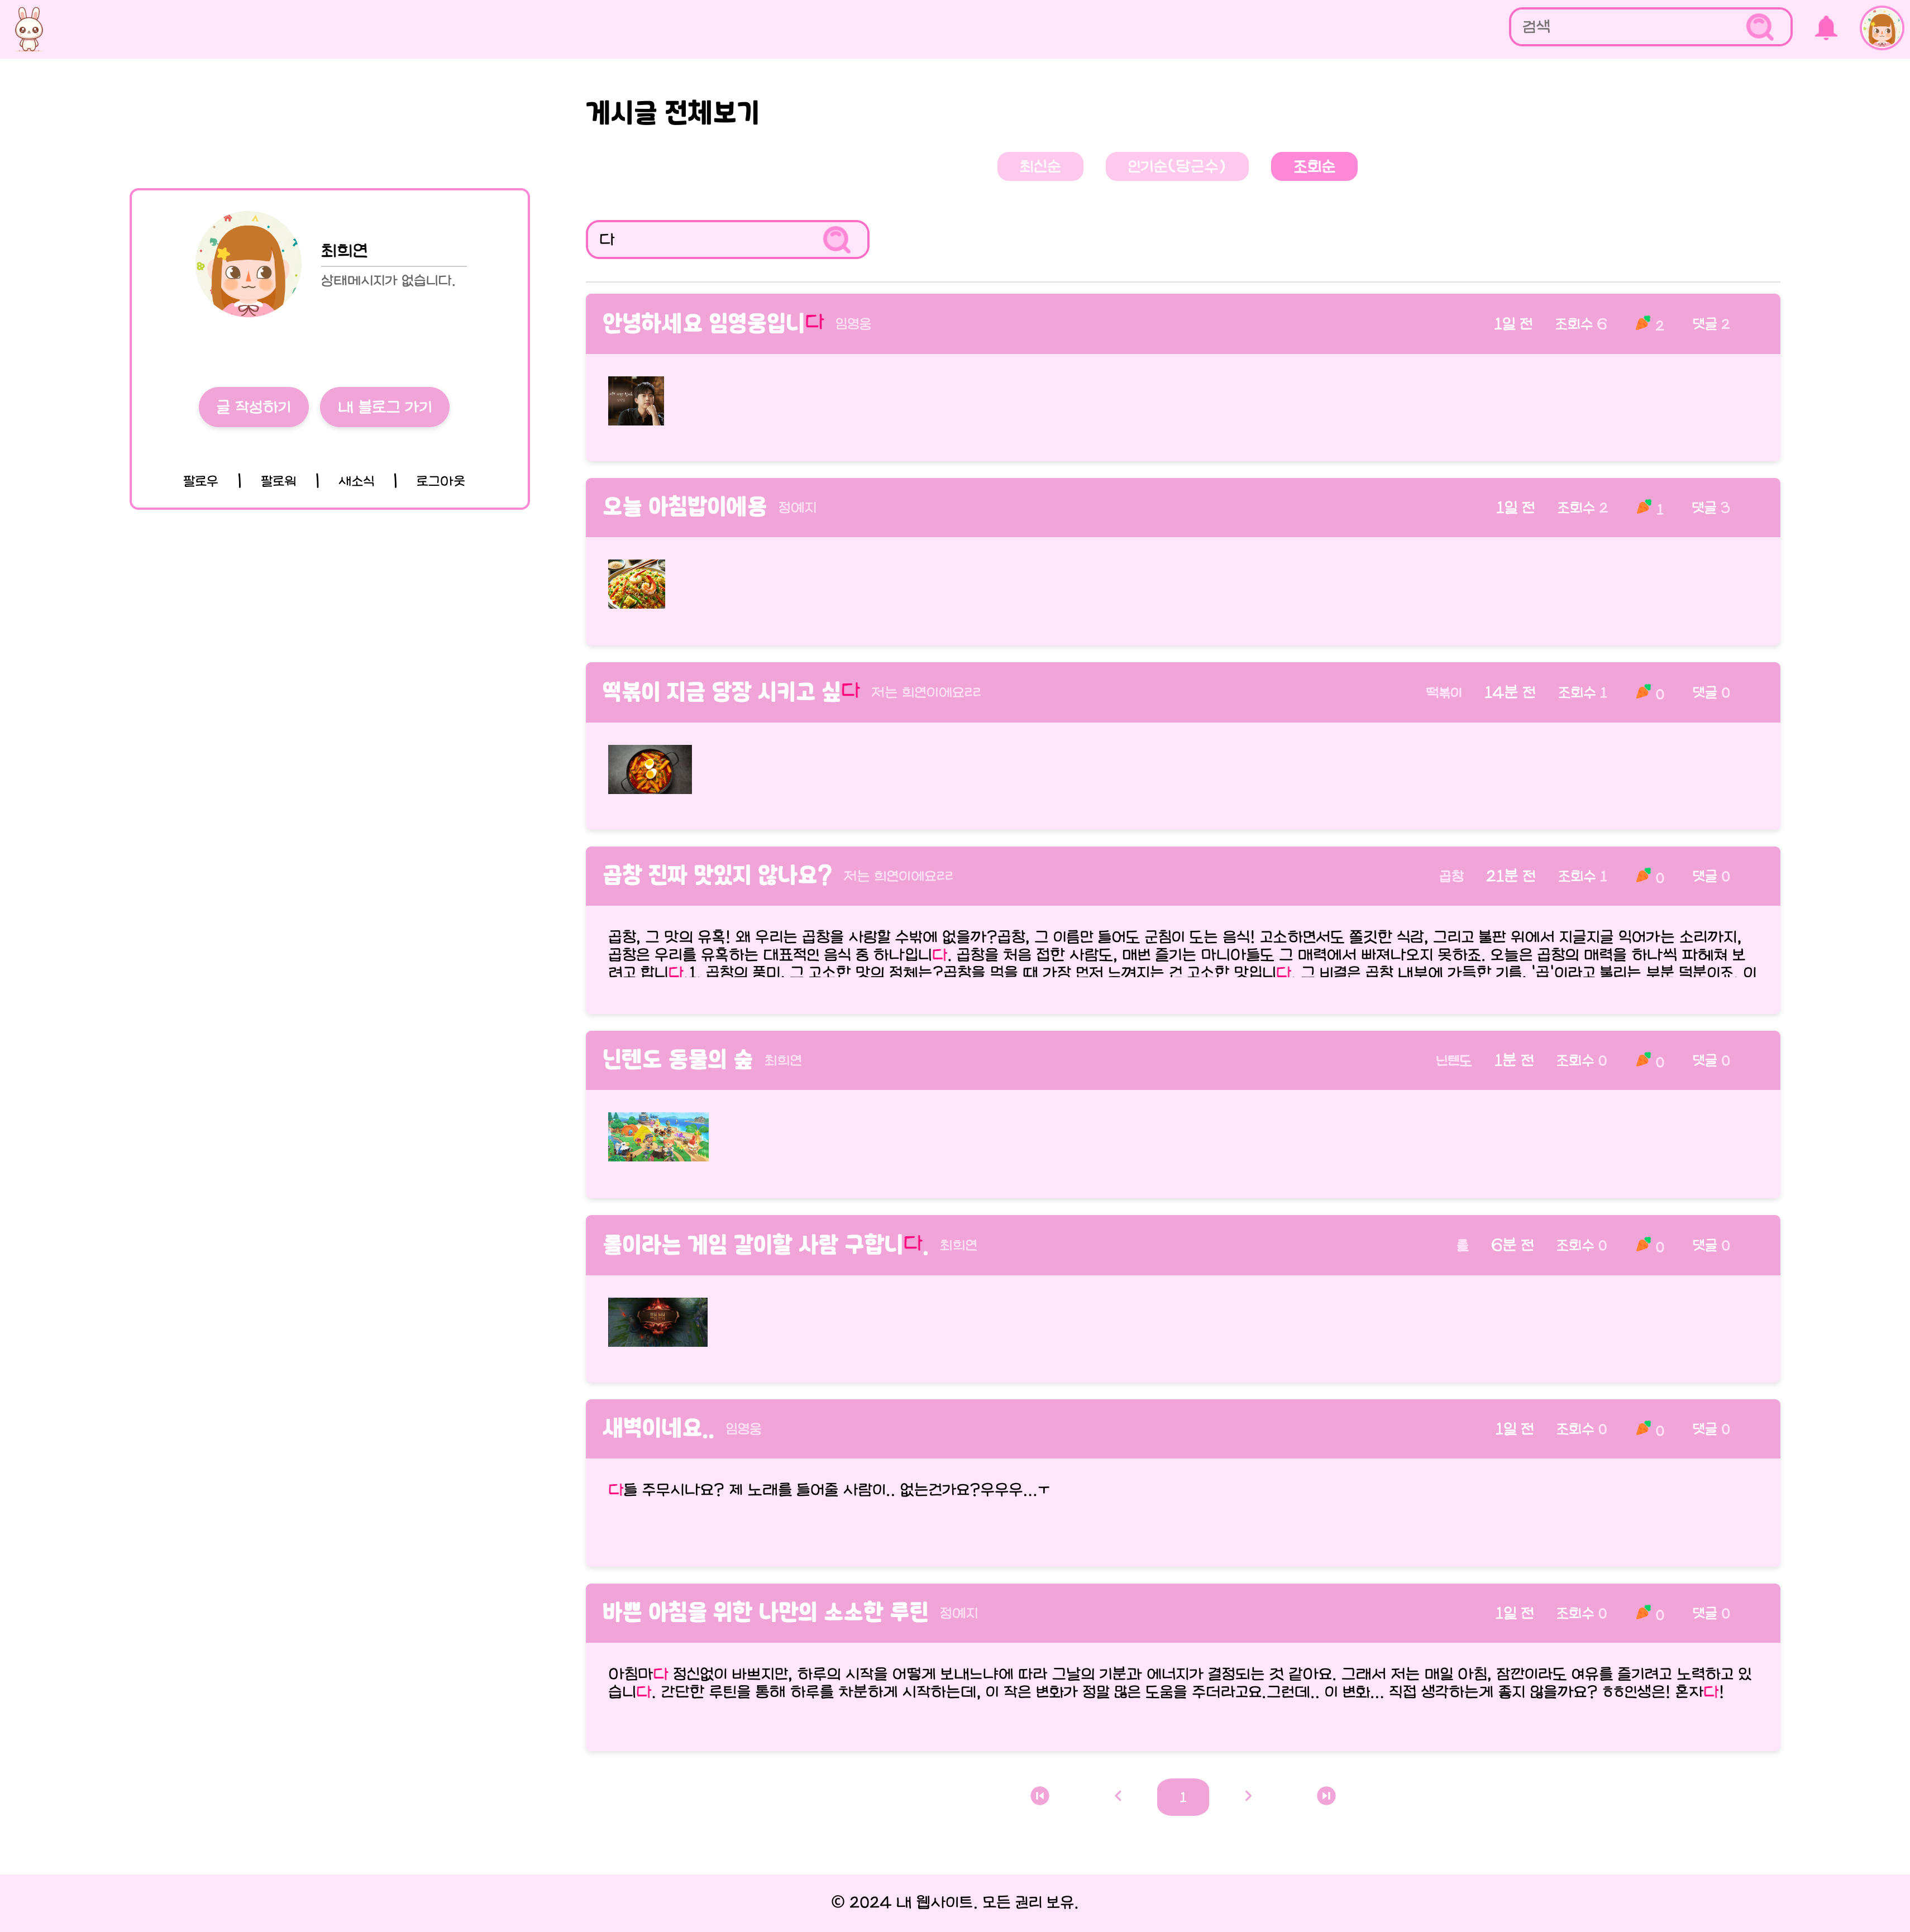 검색
게시글 전체보기
최신순 인기순(당근수) 조회순
최희연
상태메시지가 없습니다.
글 작성하기 내 블로그 가기
팔로우 | 팔로워 | 새소식 | 로그아웃
다
안녕하세요 임영웅입니다 임영웅 1일 전 조회수 6 2 댓글 2
오늘 아침밥이에용 정예지 1일 전 조회수 2 1 댓글 3
떡볶이 지금 당장 시키고 싶다 저는 희연이에요ㄹㄹ 떡볶이 14분 전 조회수 1 0 댓글 0
곱창 진짜 맛있지 않나요? 저는 희연이에요ㄹㄹ 곱창 21분 전 조회수 1 0 댓글 0
곱창, 그 맛의 유혹! 왜 우리는 곱창을 사랑할 수밖에 없을까?곱창, 그 이름만 들어도 군침이 도는 음식! 고소하면서도 쫄깃한 식감, 그리고 불판 위에서 지글지글 익어가는 소리까지,
곱창은 우리를 유혹하는 대표적인 음식 중 하나입니다. 곱창을 처음 접한 사람도, 매번 즐기는 마니아들도 그 매력에서 빠져나오지 못하죠. 오늘은 곱창의 매력을 하나씩 파헤쳐 보
려고 합니다.1. 곱창의 풍미, 그 고소한 맛의 정체는?곱창을 먹을 때 가장 먼저 느껴지는 건 고소한 맛입니다. 그 비결은 곱창 내부에 가득한 기름, '곱'이라고 불리는 부분 덕분이죠. 이
닌텐도 동물의 숲 최희연 닌텐도 1분 전 조회수 0 0 댓글 0
롤이라는 게임 같이할 사람 구합니다. 최희연 롤 6분 전 조회수 0 0 댓글 0
새벽이네요.. 임영웅 1일 전 조회수 0 0 댓글 0
다들 주무시나요? 제 노래를 들어줄 사람이.. 없는건가요?우우우...ㅜ
바쁜 아침을 위한 나만의 소소한 루틴 정예지 1일 전 조회수 0 0 댓글 0
아침마다 정신없이 바쁘지만, 하루의 시작을 어떻게 보내느냐에 따라 그날의 기분과 에너지가 결정되는 것 같아요. 그래서 저는 매일 아침, 잠깐이라도 여유를 즐기려고 노력하고 있
습니다. 간단한 루틴을 통해 하루를 차분하게 시작하는데, 이 작은 변화가 정말 많은 도움을 주더라고요.그런데.. 이 변화... 직접 생각하는게 좋지 않을까요? ㅎㅎ인생은! 혼자다!
1
© 2024 내 웹사이트. 모든 권리 보유.